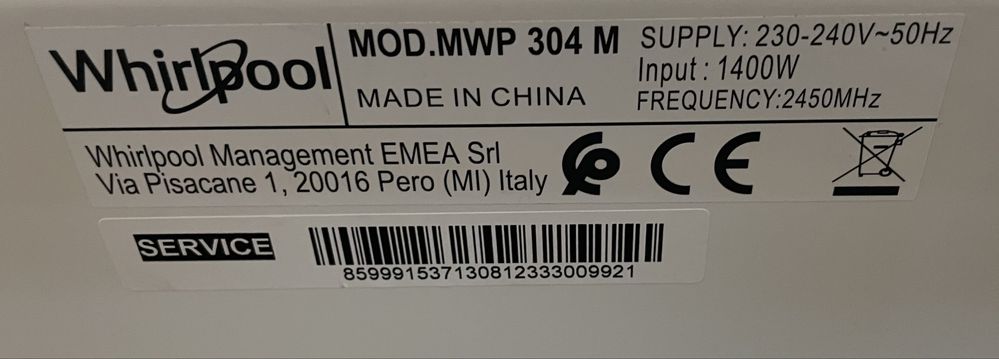 Whirlpool
MOD.MWP 304 M
MADE IN CHINA
SUPPLY: 230-240V~50Hz
Input : 1400W
FREQUENCY:2450MHz
Whirlpool Management EMEA Srl
Via Pisacane 1, 20016 Pero (MI) Italy
CE
SERVICE
859991537130812333009921